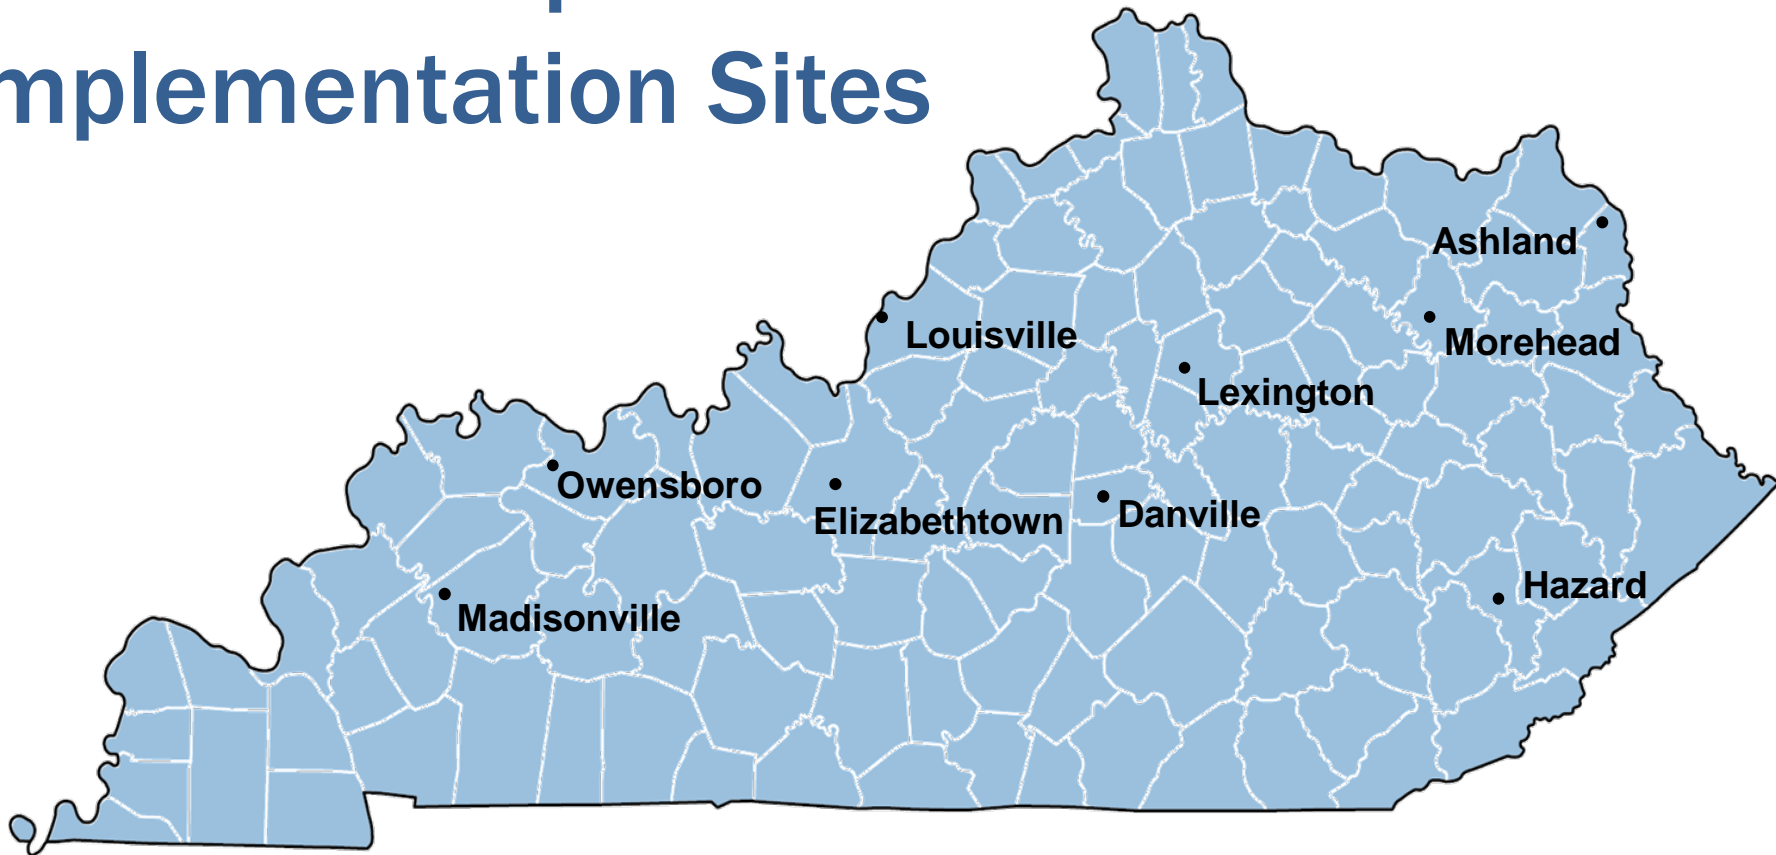 mplementation Sites
Ashland
Louisville
Morehead
Lexington
Owensboro
Elizabethtown
Danville
Hazard
Madisonville